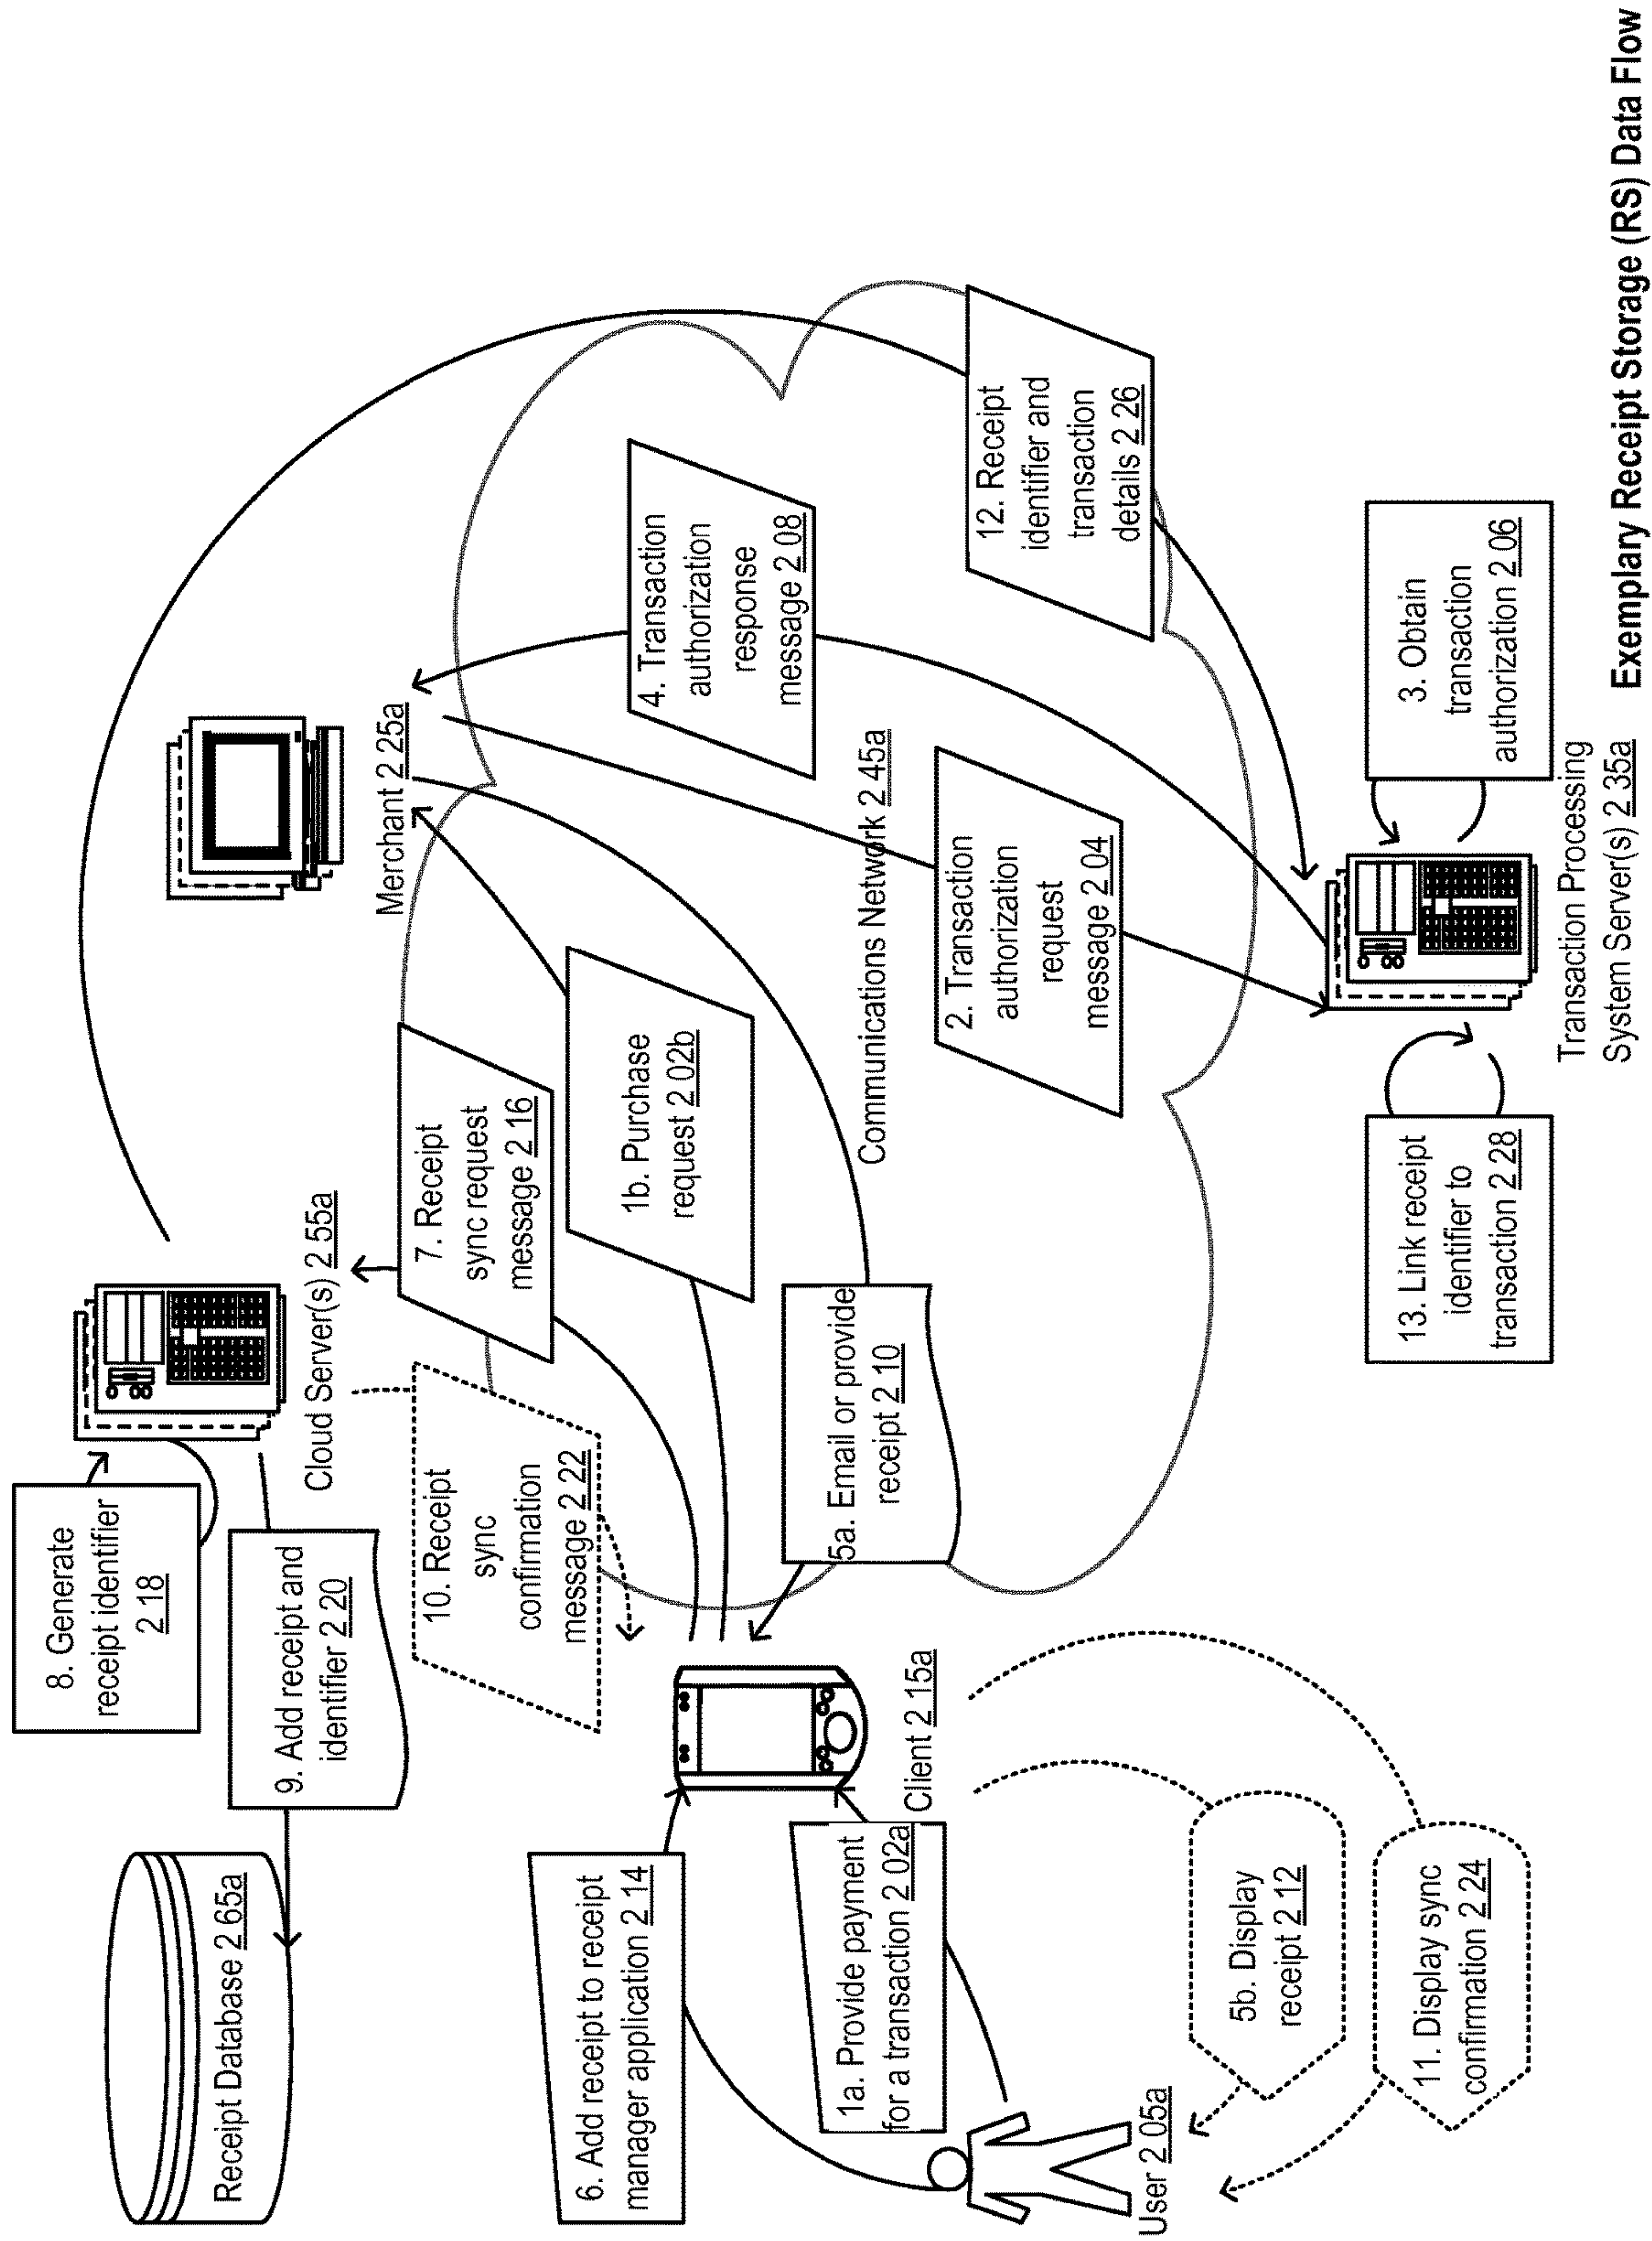 8. Generate
receipt identifier
2 18
9. Add receipt and
identifier 2 20
Receipt Database 2 65a
Cloud Server(s) 2 55a
Merchant 2 25a
10. Receipt
sync
confirmation
message 2 22
7. Receipt
sync request
message 2 16
1b. Purchase
request 2 02b
6. Add receipt to receipt
manager application 2 14
1a. Provide payment
for a transaction 2 02a
Client 2 15a
User 2 05a
5a. Email or provide
receipt 2 10
4. Transaction
authorization
response
message 2 08
Communications Network 2 45a
2. Transaction
authorization
request
message 2 04
12. Receipt
identifier and
transaction
details 2 26
5b. Display
receipt 2 12
11. Display sync
confirmation 2 24
13. Link receipt
identifier to
transaction 2 28
3. Obtain
transaction
authorization 2 06
Transaction Processing
System Server(s) 2 35a
Exemplary Receipt Storage (RS) Data Flow